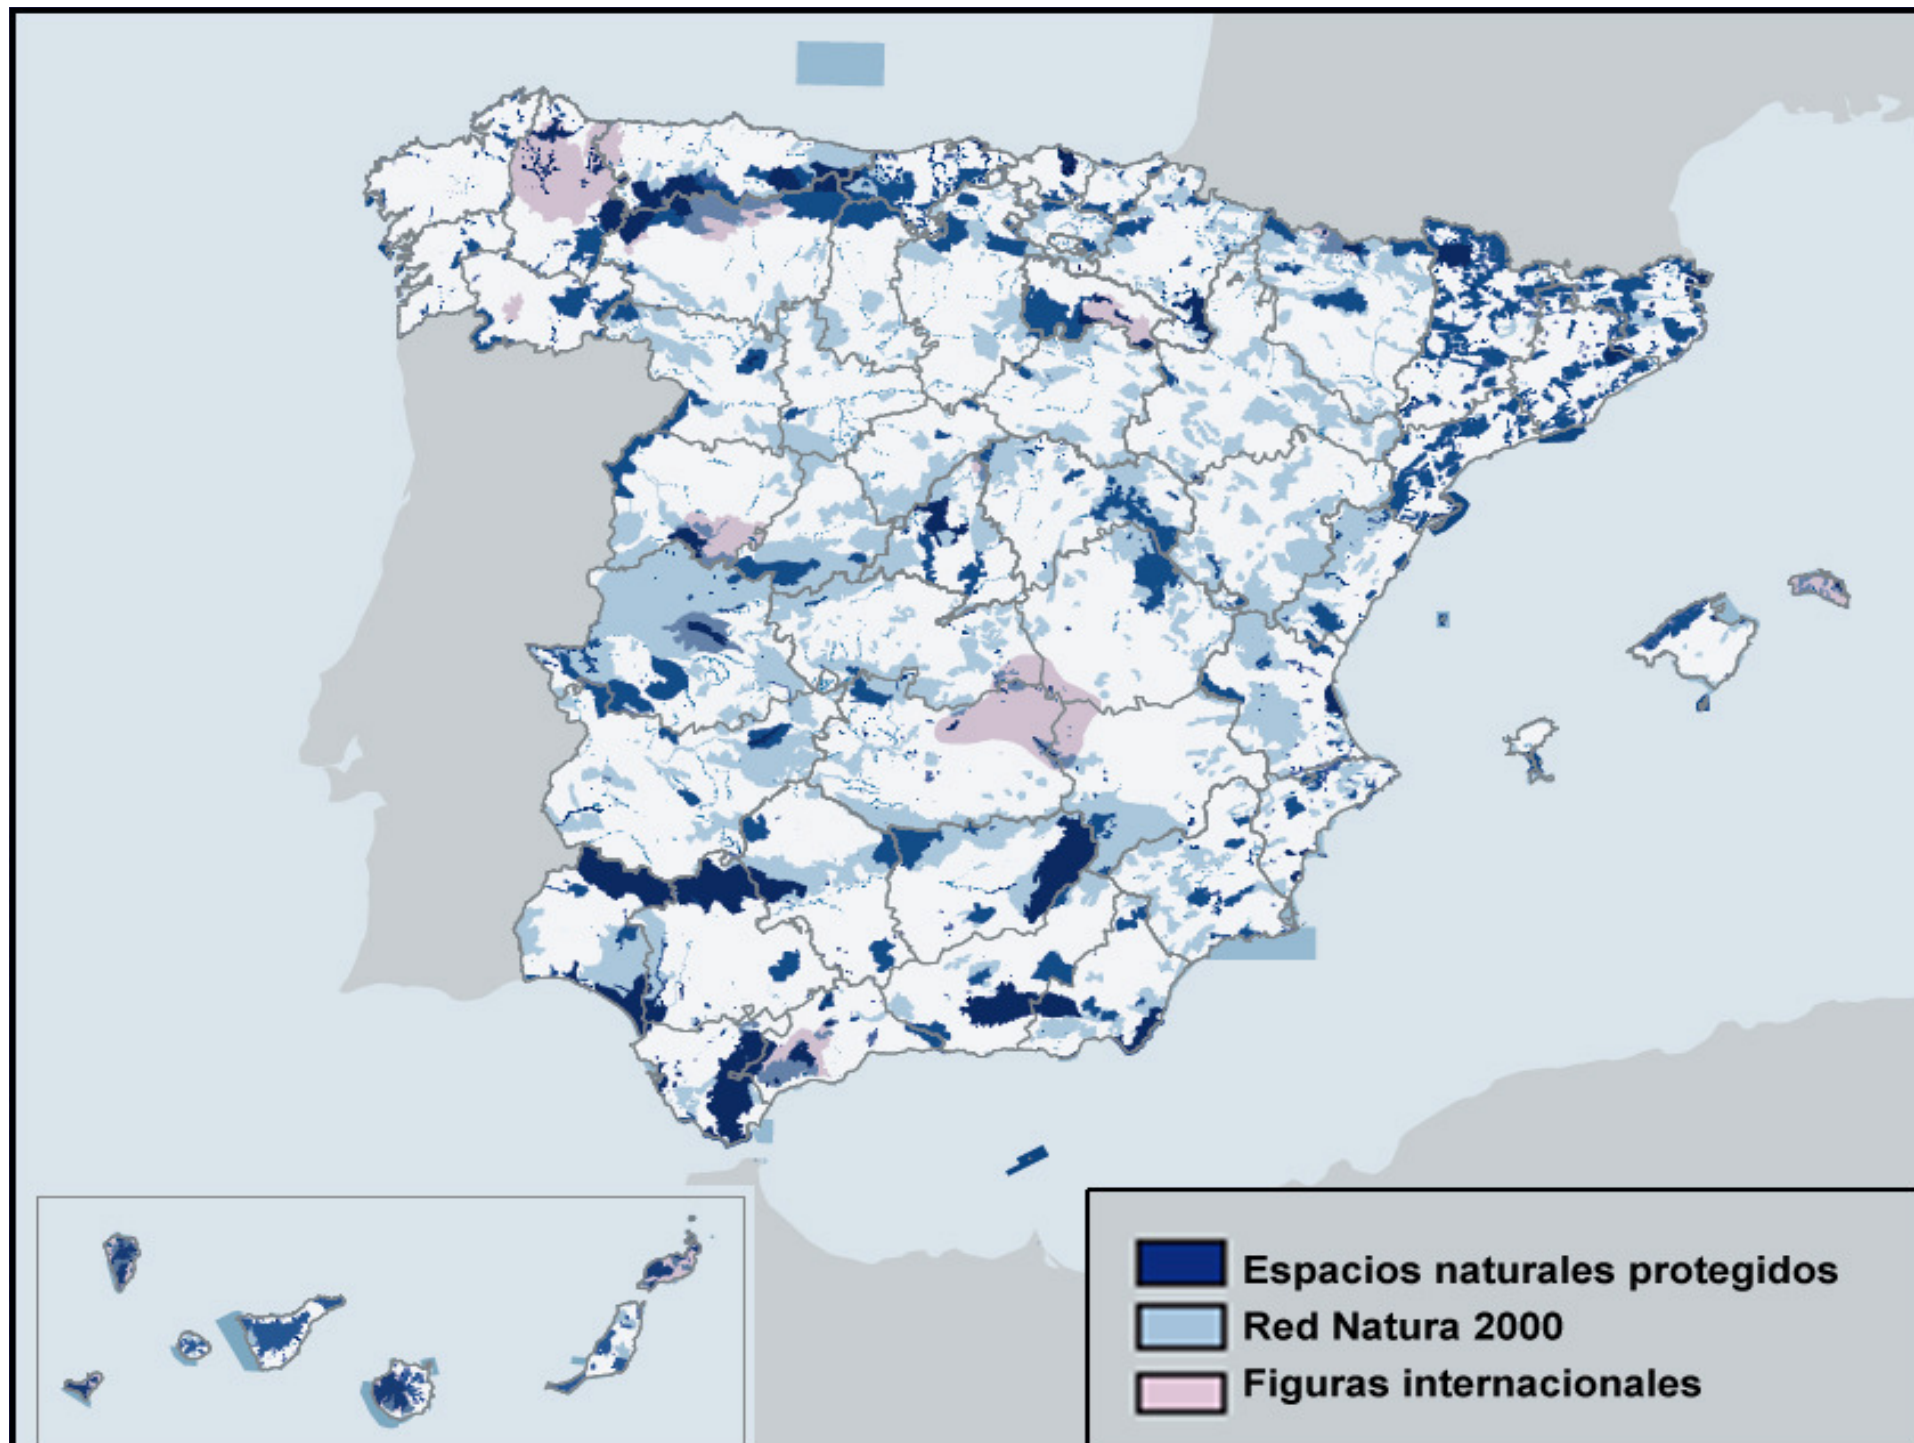 Espacios naturales protegidos
Red Natura 2000
Figuras internacionales